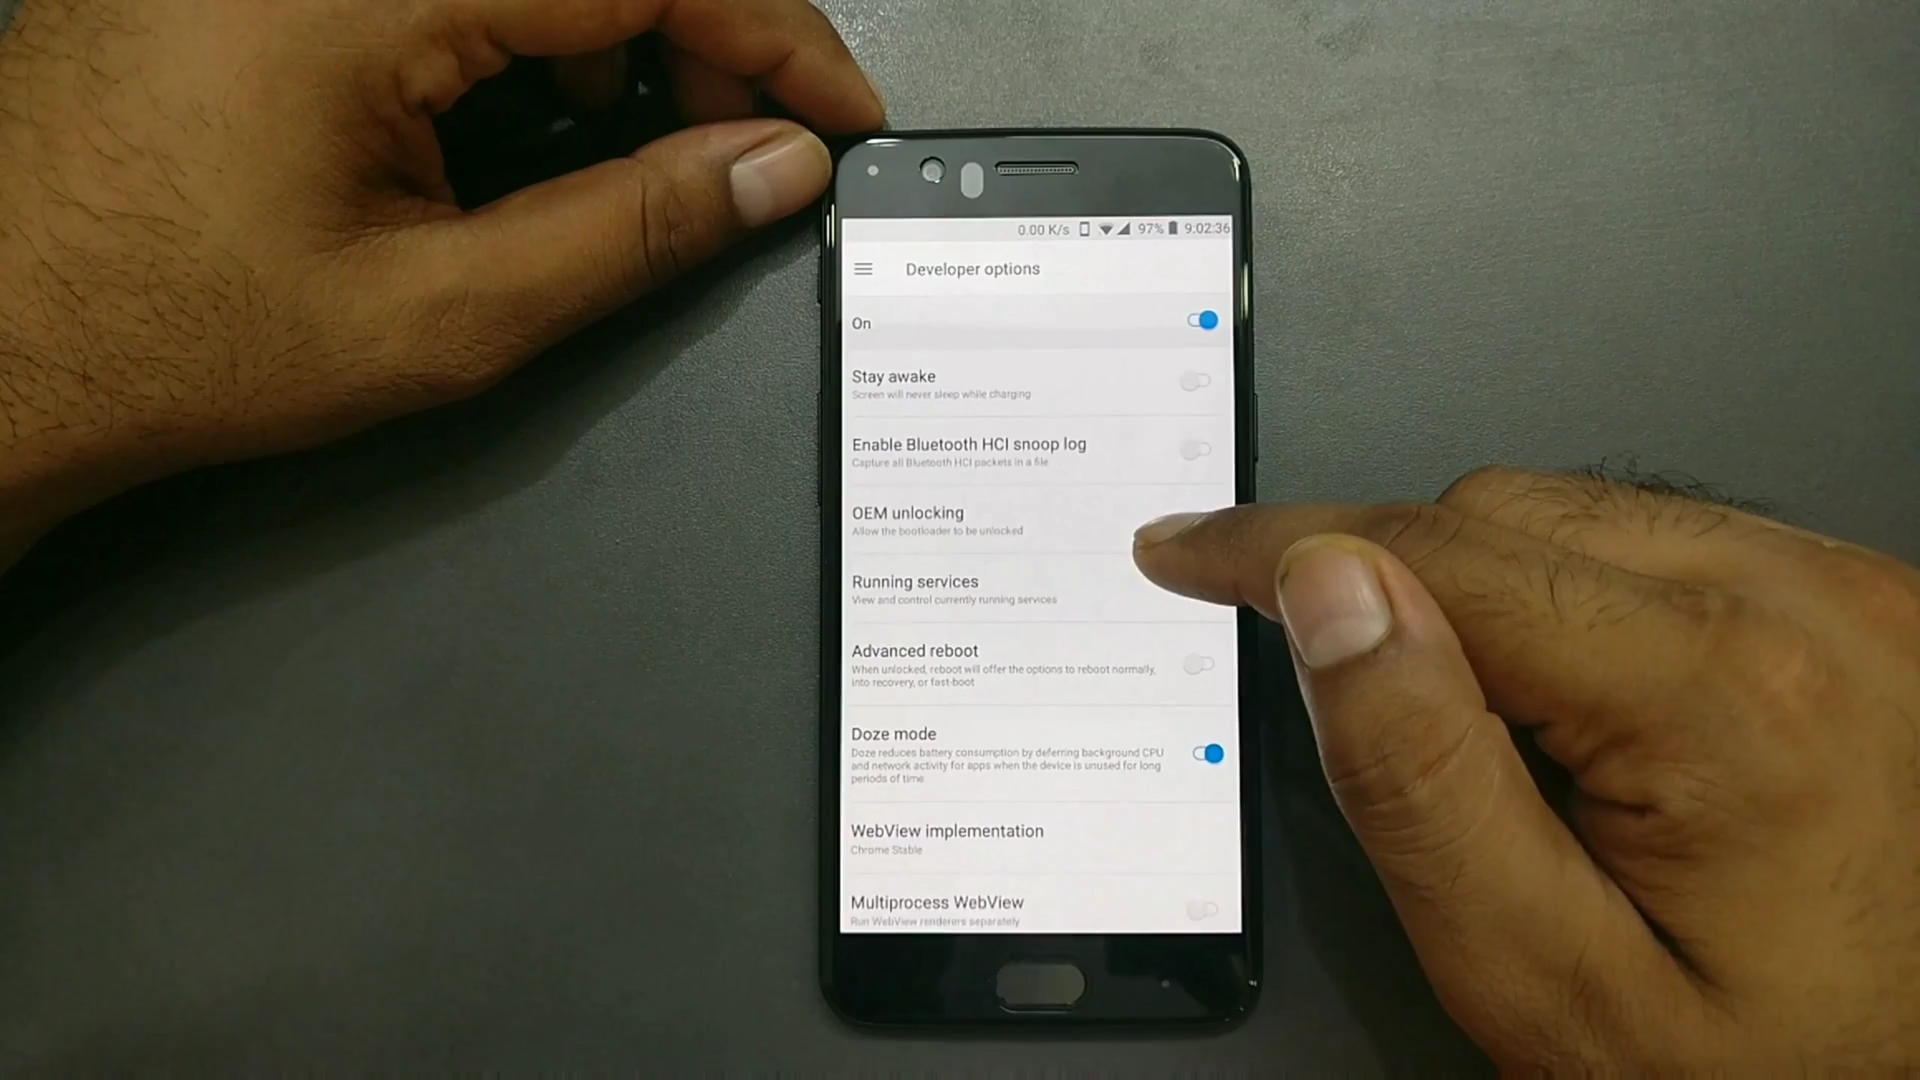 0.00 K/s 97% 9:02:36
Developer options
On
Stay awake
Screen will never sleep while charging
Enable Bluetooth HCI snoop log
Capture all Bluetooth HCI packets in a file
OEM unlocking
Allow the bootloader to be unlocked
Running services
View and control currently running services
Advanced reboot
When unlocked, reboot will offer the options to reboot normally,
into recovery, or fast-boot
Doze mode
Doze reduces battery consumption by deferring background CPU
and network activity for apps when the device is unused for long
periods of time
WebView implementation
Chrome Stable
Multiprocess WebView
Run WebView renderers separately